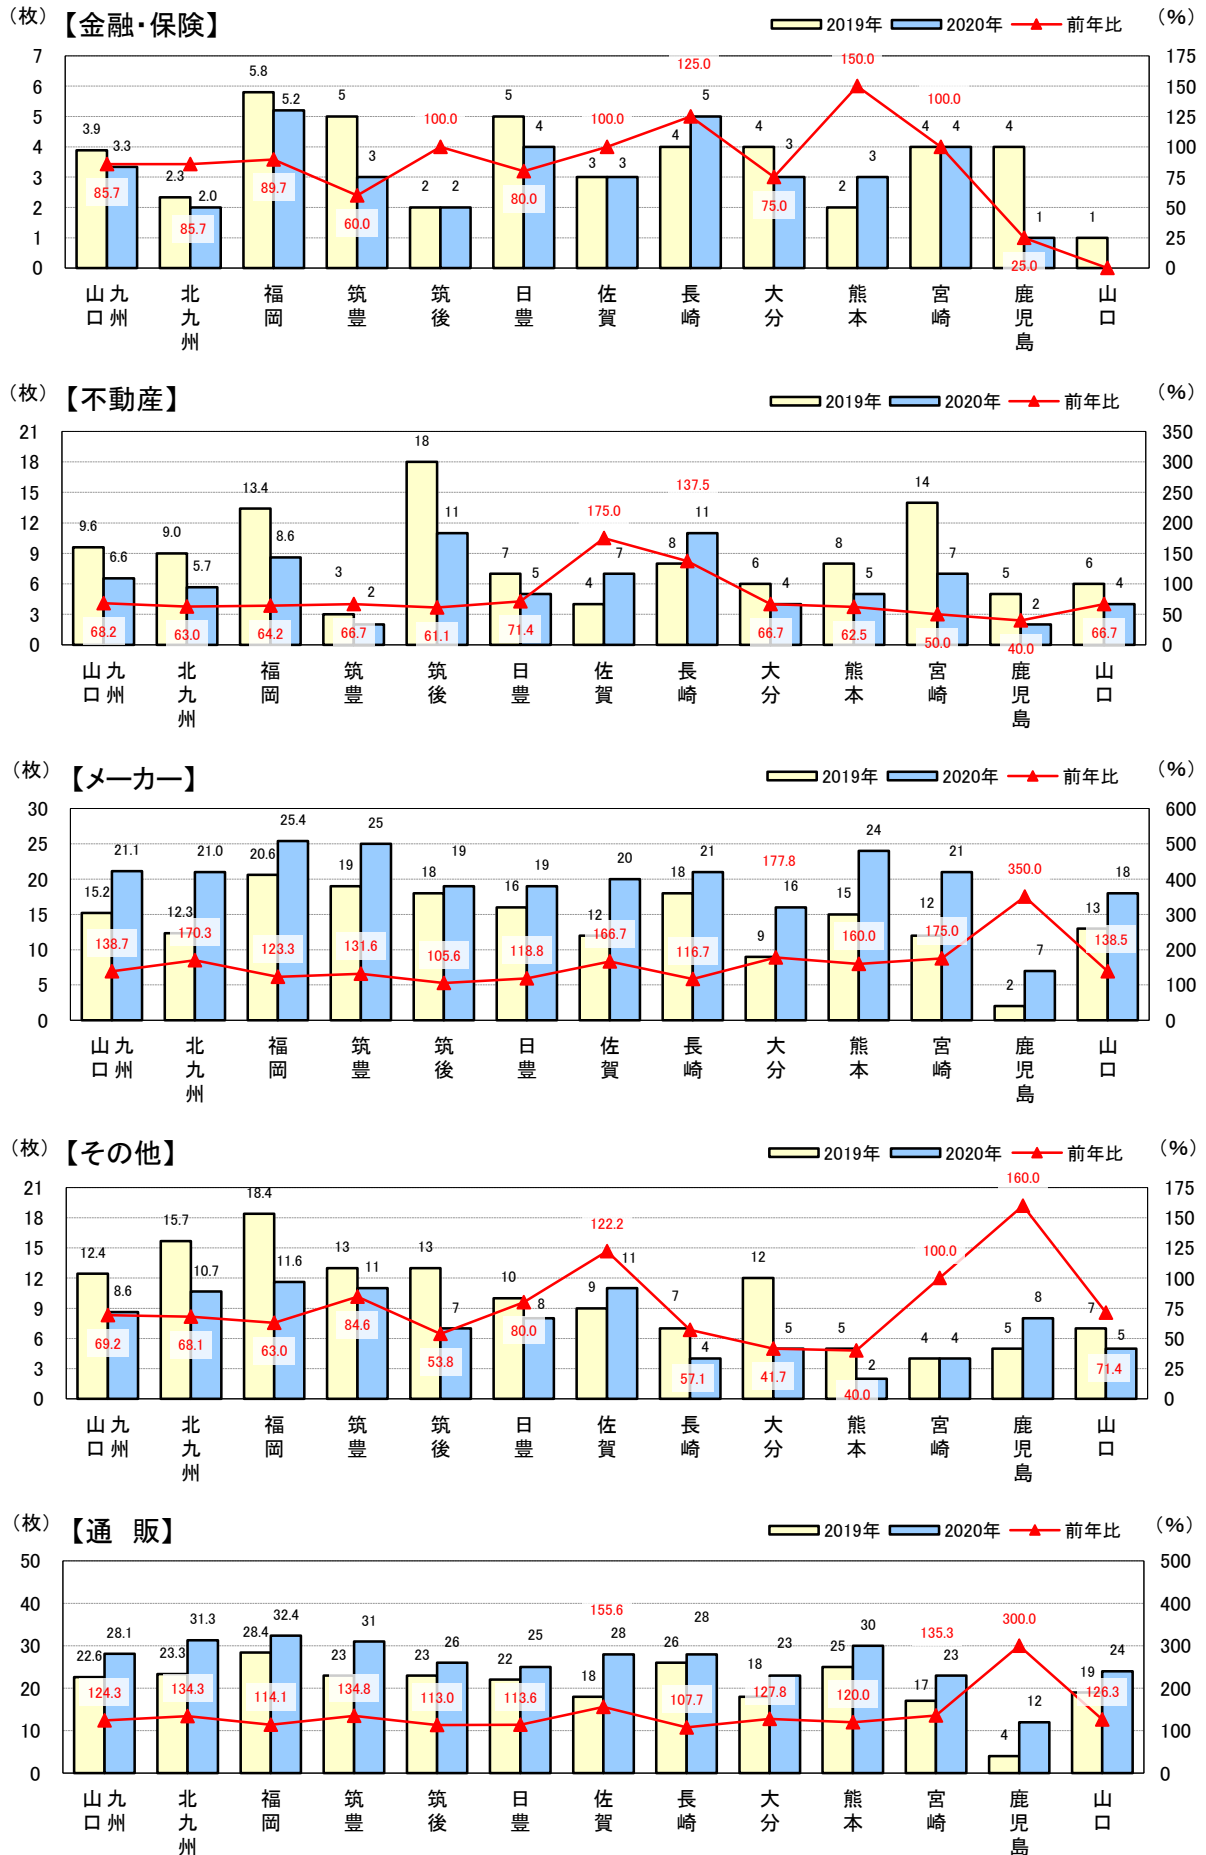 (枚) 【金融・保険】 2019年 2020年 前年比 (%)
7 175
6 150
5 125
4 100
3 75
2 50
1 25
0 0
3.9 2.3 5.8 5 2 5 3 4 4 2 4 4 1
3.3 2.0 5.2 3 2 4 3 5 3 3 4 1
85.7 85.7 89.7 60.0 100.0 80.0 100.0 125.0 75.0 150.0 100.0 25.0
九州山口 北九州 福岡 筑豊 筑後 日豊 佐賀 長崎 大分 熊本 宮崎 鹿児島 山口
(枚) 【不動産】 2019年 2020年 前年比 (%)
21 350
18 300
15 250
12 200
9 150
6 100
3 50
0 0
9.6 9.0 13.4 3 18 7 4 8 6 8 14 5 6
6.6 5.7 8.6 2 11 5 7 11 4 5 7 2 4
68.2 63.0 64.2 66.7 61.1 71.4 175.0 137.5 66.7 62.5 50.0 40.0 66.7
九州山口 北九州 福岡 筑豊 筑後 日豊 佐賀 長崎 大分 熊本 宮崎 鹿児島 山口
(枚) 【メーカー】 2019年 2020年 前年比 (%)
30 600
25 500
20 400
15 300
10 200
5 100
0 0
15.2 12.3 20.6 19 18 16 12 18 9 15 12 2 13
21.1 21.0 25.4 25 19 19 20 21 16 24 21 7 18
138.7 170.3 123.3 131.6 105.6 118.8 166.7 116.7 177.8 160.0 175.0 350.0 138.5
九州山口 北九州 福岡 筑豊 筑後 日豊 佐賀 長崎 大分 熊本 宮崎 鹿児島 山口
(枚) 【その他】 2019年 2020年 前年比 (%)
21 175
18 150
15 125
12 100
9 75
6 50
3 25
0 0
12.4 15.7 18.4 13 13 10 9 7 12 5 4 5 7
8.6 10.7 11.6 11 7 8 11 4 5 2 4 8 5
69.2 68.1 63.0 84.6 53.8 80.0 122.2 57.1 41.7 40.0 100.0 160.0 71.4
九州山口 北九州 福岡 筑豊 筑後 日豊 佐賀 長崎 大分 熊本 宮崎 鹿児島 山口
(枚) 【通 販】 2019年 2020年 前年比 (%)
50 500
40 400
30 300
20 200
10 100
0 0
22.6 23.3 28.4 23 23 22 18 26 18 25 17 4 19
28.1 31.3 32.4 31 26 25 28 28 23 30 23 12 24
124.3 134.3 114.1 134.8 113.0 113.6 155.6 107.7 127.8 120.0 135.3 300.0 126.3
九州山口 北九州 福岡 筑豊 筑後 日豊 佐賀 長崎 大分 熊本 宮崎 鹿児島 山口